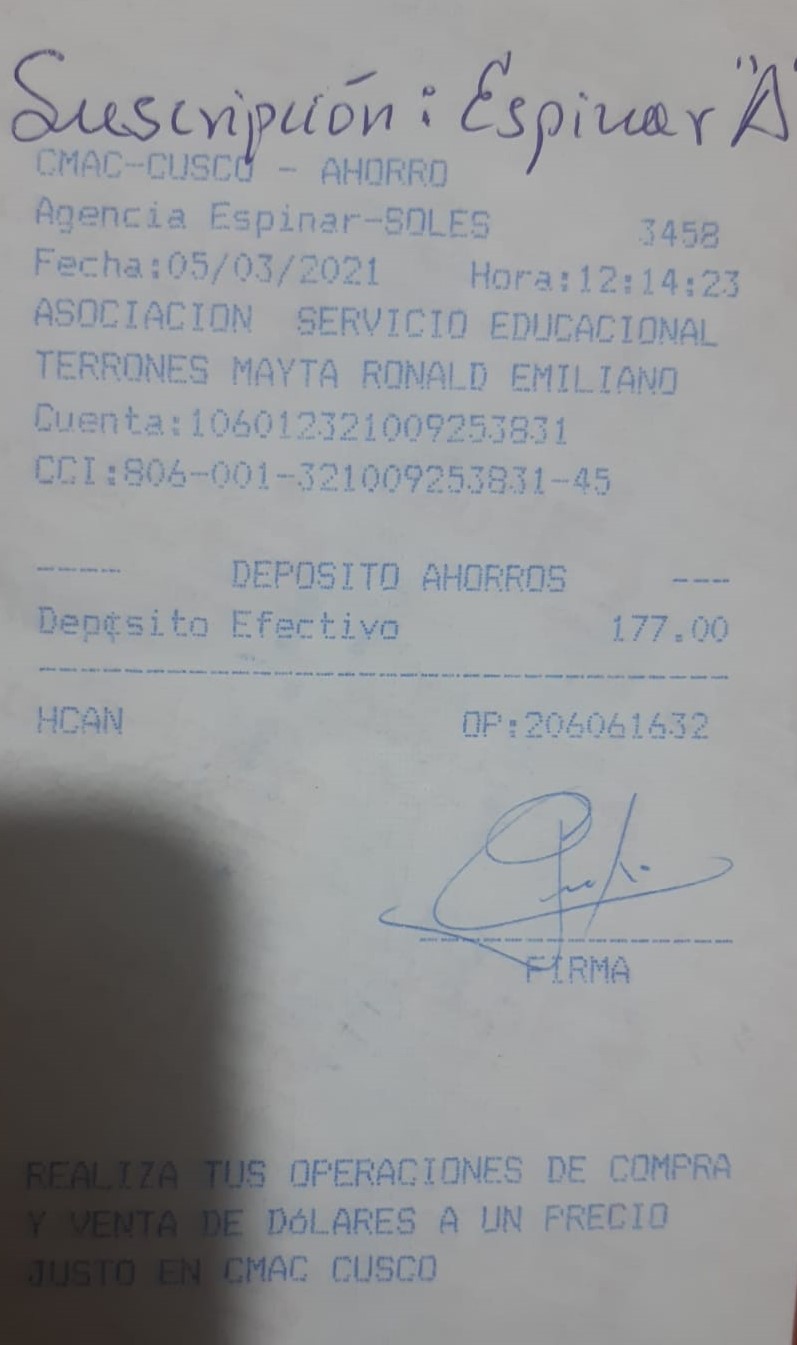 Suscripción: Espinar "A"
CMAC-CUSCO - AHORRO
Agencia Espinar-SOLES 3458
Fecha:05/03/2021 Hora:12:14:23
ASOCIACION SERVICIO EDUCACIONAL
TERRONES MAYTA RONALD EMILIANO
Cuenta:106012321009253831
CCI:806-001-321009253831-45
----- DEPOSITO AHORROS ---
Dep¢sito Efectivo 177.00
HCAN OP:206061632
FIRMA
REALIZA TUS OPERACIONES DE COMPRA
Y VENTA DE DóLARES A UN PRECIO
JUSTO EN CMAC CUSCO